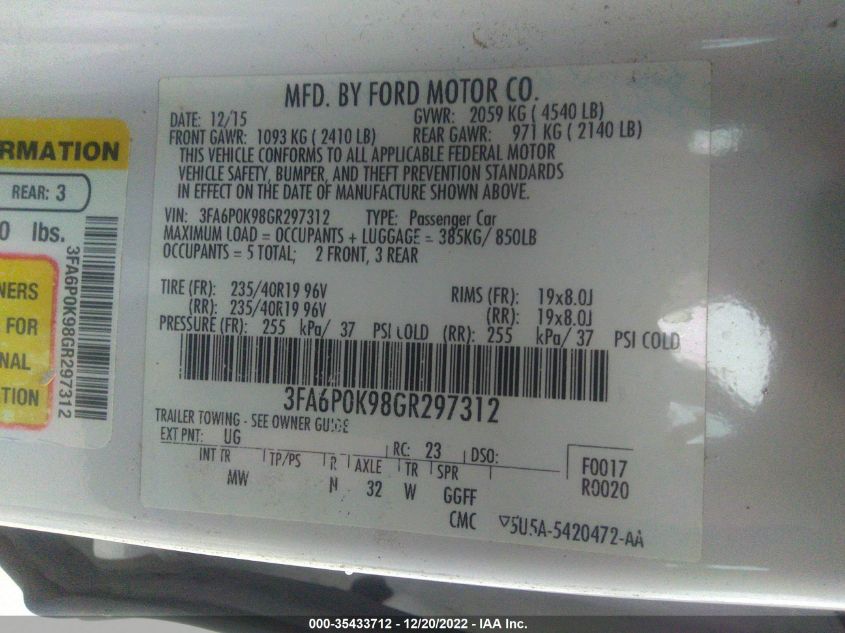 MFD. BY FORD MOTOR CO.
DATE: 12/15 GVWR: 2059 KG ( 4540 LB)
FRONT GAWR: 1093 KG ( 2410 LB) REAR GAWR: 971 KG ( 2140 LB)
THIS VEHICLE CONFORMS TO ALL APPLICABLE FEDERAL MOTOR
VEHICLE SAFETY, BUMPER, AND THEFT PREVENTION STANDARDS
IN EFFECT ON THE DATE OF MANUFACTURE SHOWN ABOVE.
VIN: 3FA6P0K98GR297312 TYPE: Passenger Car
MAXIMUM LOAD = OCCUPANTS + LUGGAGE = 385KG/ 850LB
OCCUPANTS = 5 TOTAL; 2 FRONT, 3 REAR
TIRE (FR): 235/40R19 96V RIMS (FR): 19x8.0J
(RR): 235/40R19 96V (RR): 19x8.0J
PRESSURE (FR): 255 kPa/ 37 PSI COLD (RR): 255 kPa/ 37 PSI COLD
3FA6P0K98GR297312
TRAILER TOWING - SEE OWNER GUIDE
EXT PNT: UG RC: 23 DSO:
INT TR TP/PS R AXLE TR SPR F0017
MW N 32 W GGFF R0020
CMC ▽5U5A-5420472-AA
RMATION
REAR: 3
0 lbs.
3FA6P0K98GR297312
NERS
FOR
NAL
TION
000-35433712 - 12/20/2022 - IAA Inc.